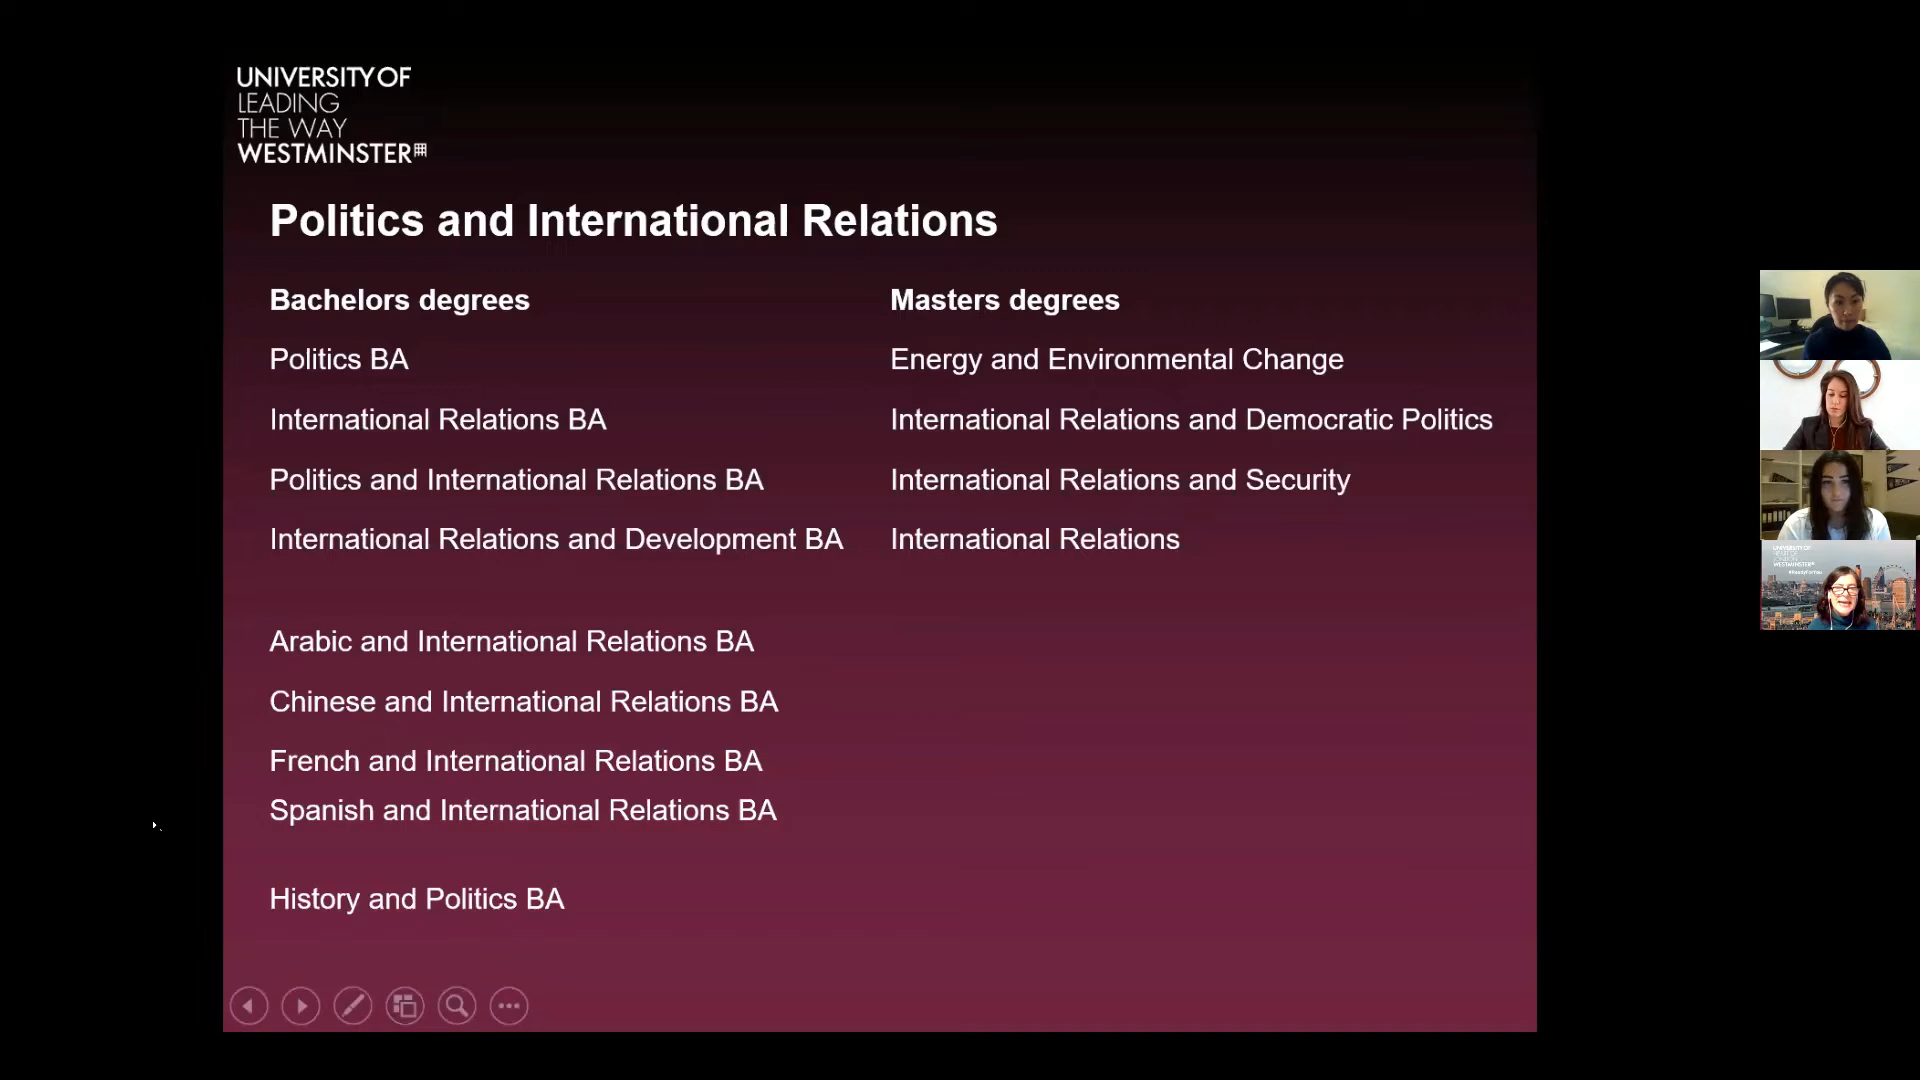 UNIVERSITY OF
LEADING
THE WAY
WESTMINSTER
Politics and International Relations
Bachelors degrees
Politics BA
International Relations BA
Politics and International Relations BA
International Relations and Development BA
Arabic and International Relations BA
Chinese and International Relations BA
French and International Relations BA
Spanish and International Relations BA
History and Politics BA
Masters degrees
Energy and Environmental Change
International Relations and Democratic Politics
International Relations and Security
International Relations
UNIVERSITY OF
WESTMINSTER